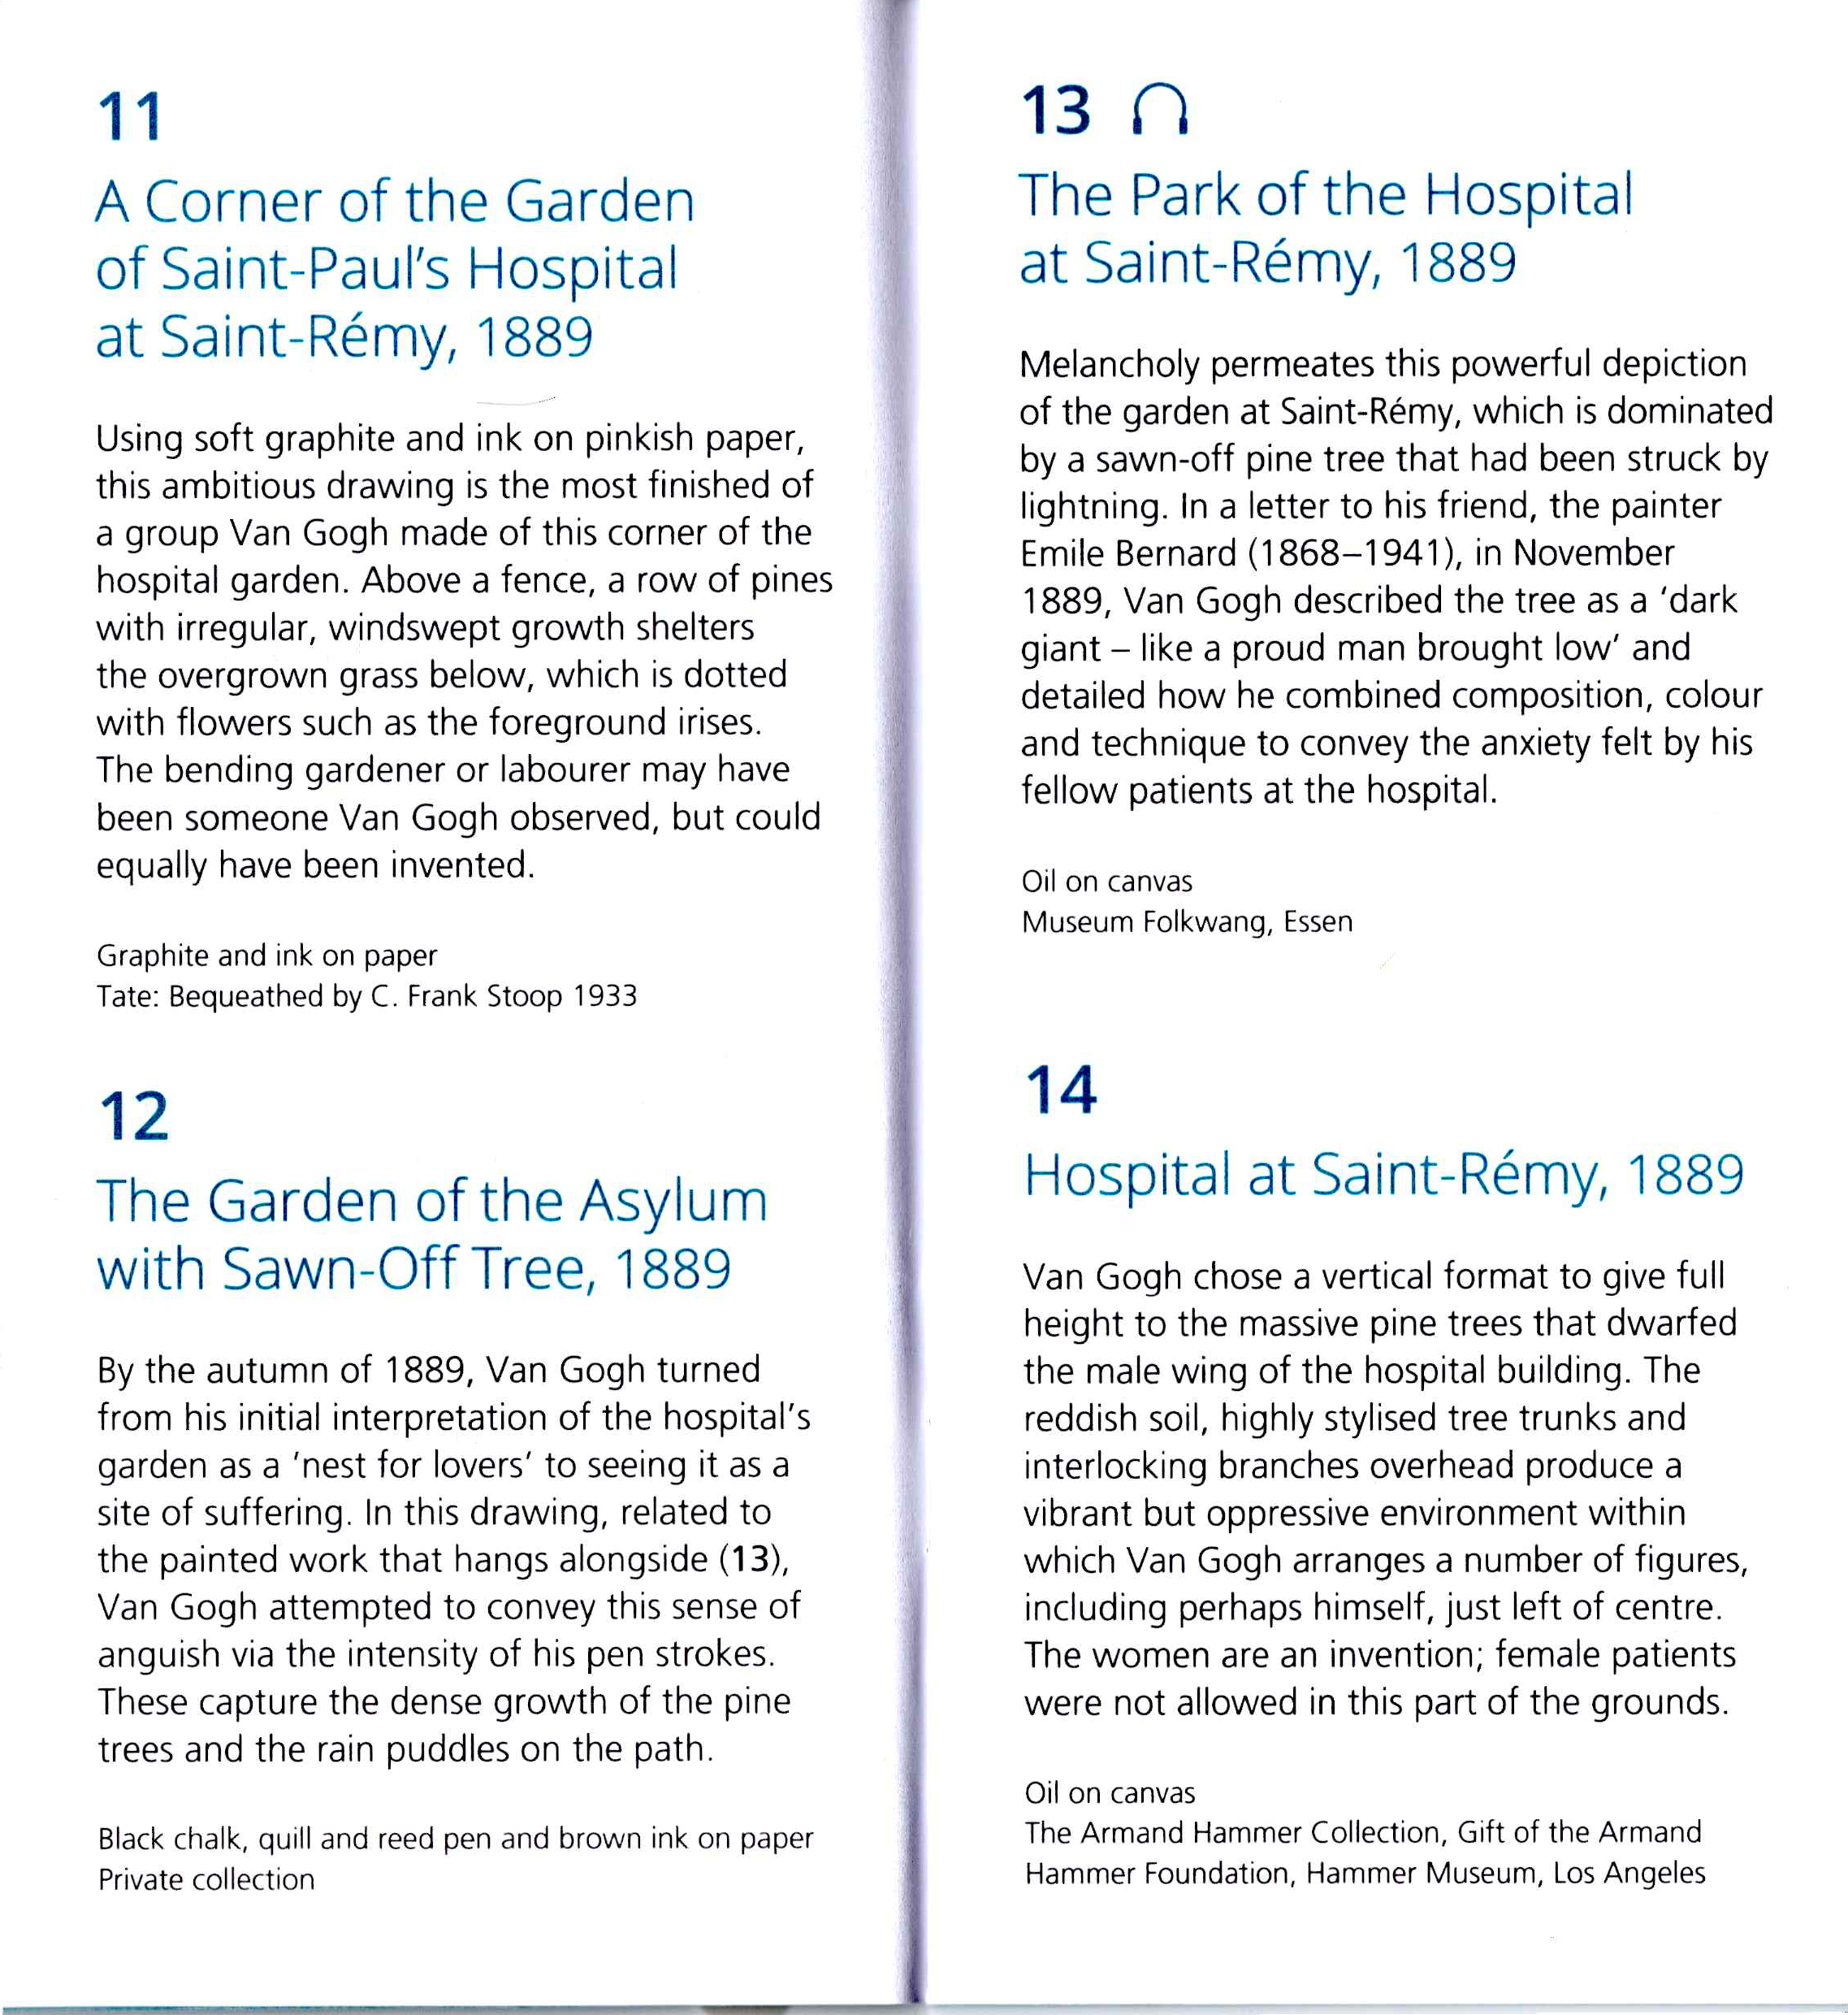 11
A Corner of the Garden
of Saint-Paul's Hospital
at Saint-Rémy, 1889
Using soft graphite and ink on pinkish paper,
this ambitious drawing is the most finished of
a group Van Gogh made of this corner of the
hospital garden. Above a fence, a row of pines
with irregular, windswept growth shelters
the overgrown grass below, which is dotted
with flowers such as the foreground irises.
The bending gardener or labourer may have
been someone Van Gogh observed, but could
equally have been invented.
Graphite and ink on paper
Tate: Bequeathed by C. Frank Stoop 1933
12
The Garden of the Asylum
with Sawn-Off Tree, 1889
By the autumn of 1889, Van Gogh turned
from his initial interpretation of the hospital's
garden as a 'nest for lovers' to seeing it as a
site of suffering. In this drawing, related to
the painted work that hangs alongside (13),
Van Gogh attempted to convey this sense of
anguish via the intensity of his pen strokes.
These capture the dense growth of the pine
trees and the rain puddles on the path.
Black chalk, quill and reed pen and brown ink on paper
Private collection
13
The Park of the Hospital
at Saint-Rémy, 1889
Melancholy permeates this powerful depiction
of the garden at Saint-Rémy, which is dominated
by a sawn-off pine tree that had been struck by
lightning. In a letter to his friend, the painter
Emile Bernard (1868–1941), in November
1889, Van Gogh described the tree as a 'dark
giant – like a proud man brought low' and
detailed how he combined composition, colour
and technique to convey the anxiety felt by his
fellow patients at the hospital.
Oil on canvas
Museum Folkwang, Essen
14
Hospital at Saint-Rémy, 1889
Van Gogh chose a vertical format to give full
height to the massive pine trees that dwarfed
the male wing of the hospital building. The
reddish soil, highly stylised tree trunks and
interlocking branches overhead produce a
vibrant but oppressive environment within
which Van Gogh arranges a number of figures,
including perhaps himself, just left of centre.
The women are an invention; female patients
were not allowed in this part of the grounds.
Oil on canvas
The Armand Hammer Collection, Gift of the Armand
Hammer Foundation, Hammer Museum, Los Angeles